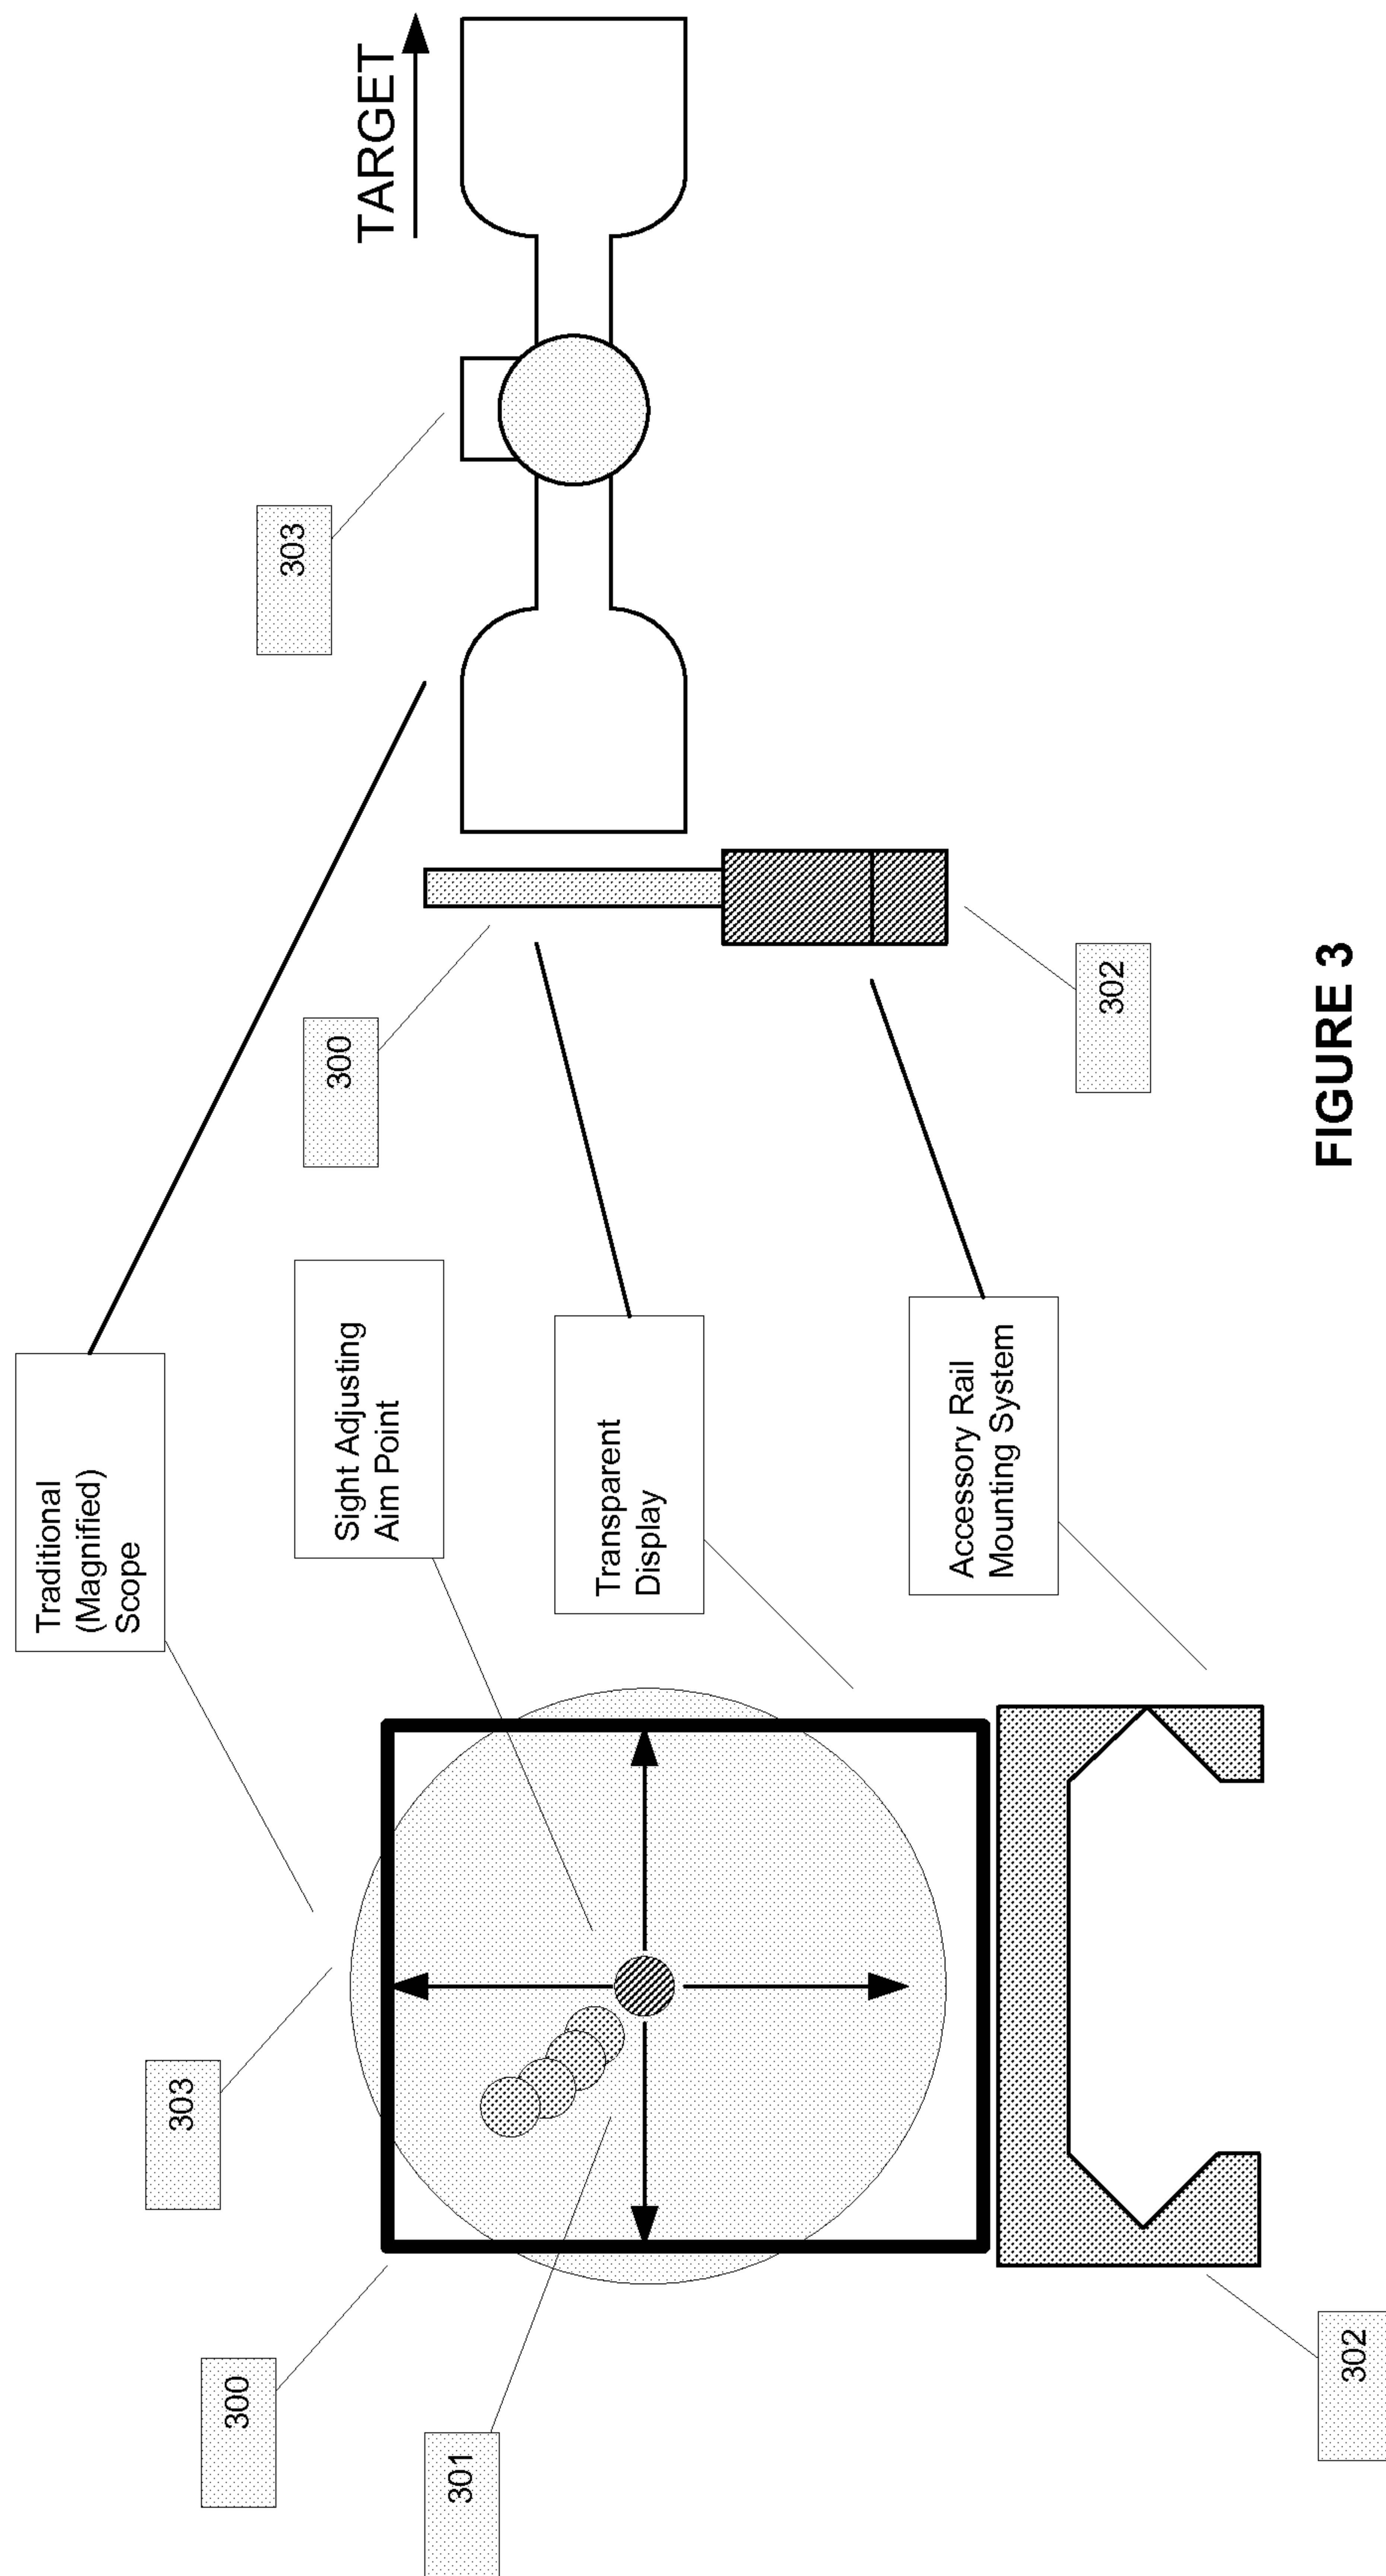 Traditional
(Magnified)
Scope
Sight Adjusting
Aim Point
Transparent
Display
Accessory Rail
Mounting System
303
300
301
302
TARGET
303
300
302
FIGURE 3